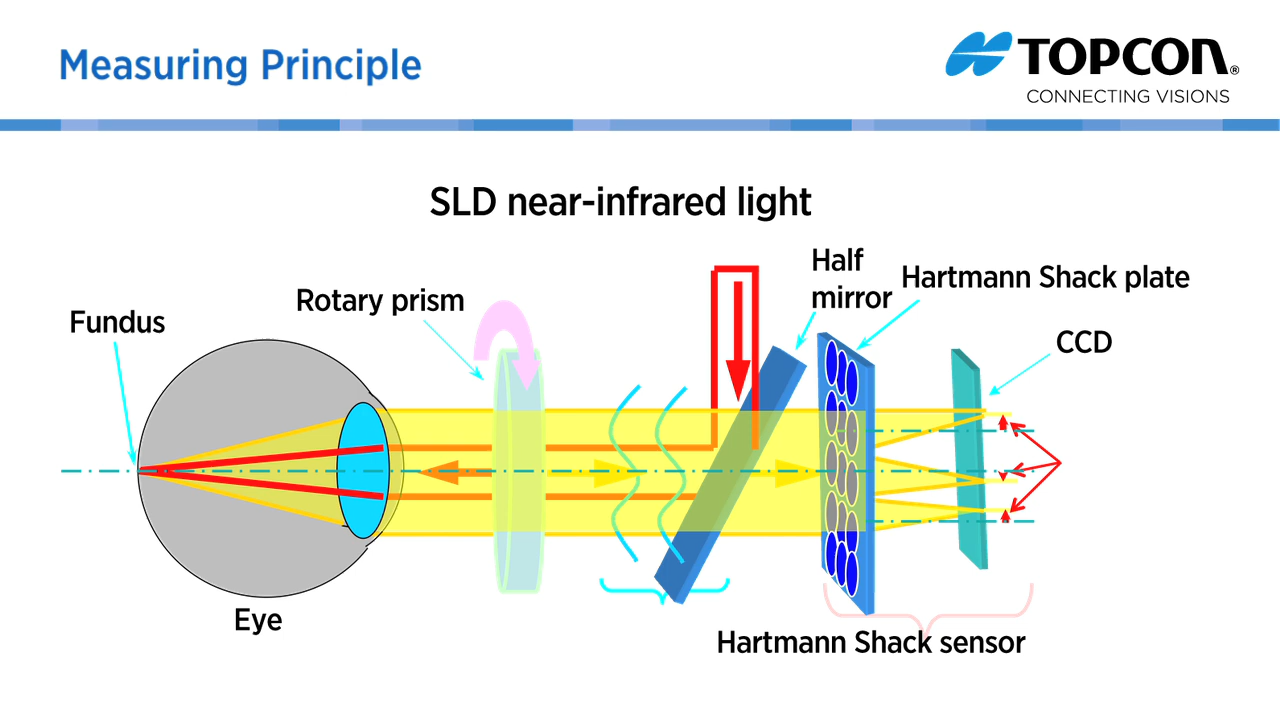 Measuring Principle
TOPCON®
CONNECTING VISIONS
SLD near-infrared light
Half
mirror
Hartmann Shack plate
Rotary prism
Fundus
CCD
Eye
Hartmann Shack sensor